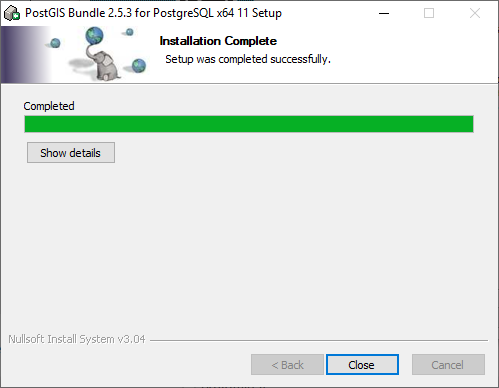 PostGIS Bundle 2.5.3 for PostgreSQL x64 11 Setup
Installation Complete
Setup was completed successfully.
Completed
Show details
Nullsoft Install System v3.04
< Back
Close
Cancel